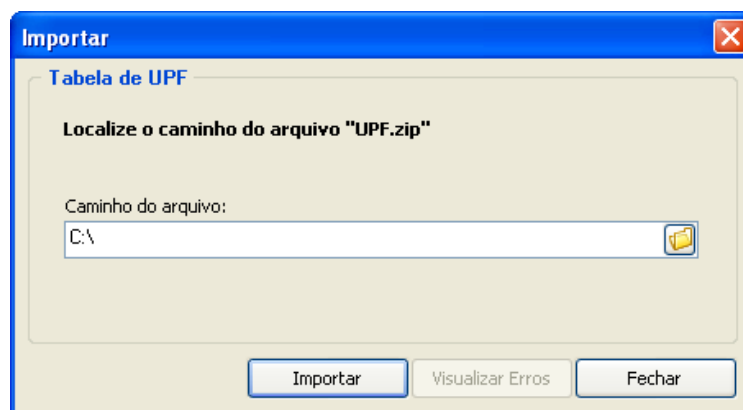 Importar
Tabela de UPF
Localize o caminho do arquivo "UPF.zip"
Caminho do arquivo:
C:\
Importar Visualizar Erros Fechar